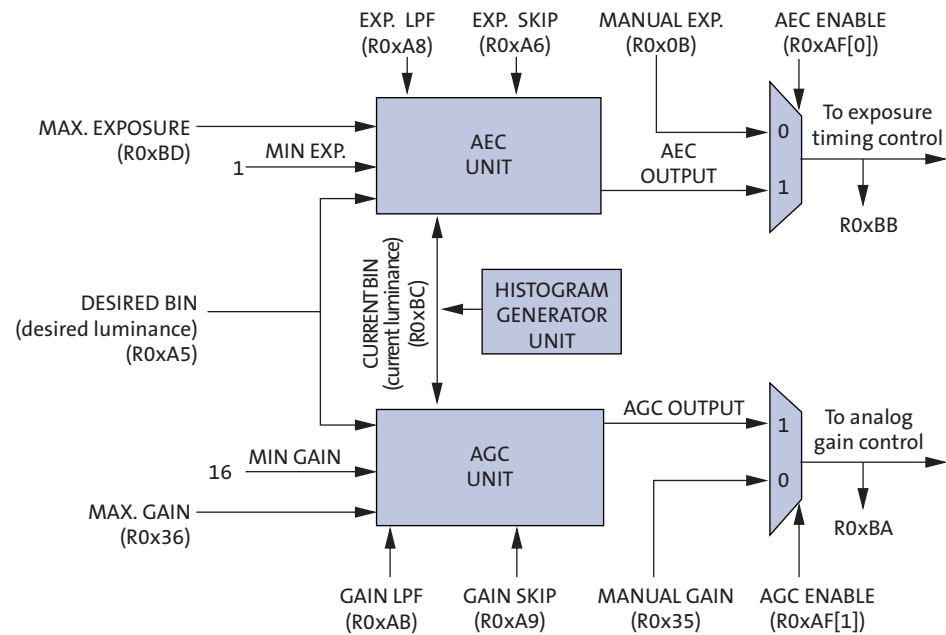 EXP. LPF
(R0xA8)
EXP. SKIP
(R0xA6)
MANUAL EXP.
(R0x0B)
AEC ENABLE
(R0xAF[0])
MAX. EXPOSURE
(R0xBD)
1
MIN EXP.
AEC
UNIT
AEC
OUTPUT
0
1
To exposure
timing control
R0xBB
DESIRED BIN
(desired luminance)
(R0xA5)
CURRENT BIN
(current luminance)
(R0xBC)
HISTOGRAM
GENERATOR
UNIT
16
MIN GAIN
MAX. GAIN
(R0x36)
AGC
UNIT
AGC OUTPUT
1
0
To analog
gain control
R0xBA
GAIN LPF
(R0xAB)
GAIN SKIP
(R0xA9)
MANUAL GAIN
(R0x35)
AGC ENABLE
(R0xAF[1])